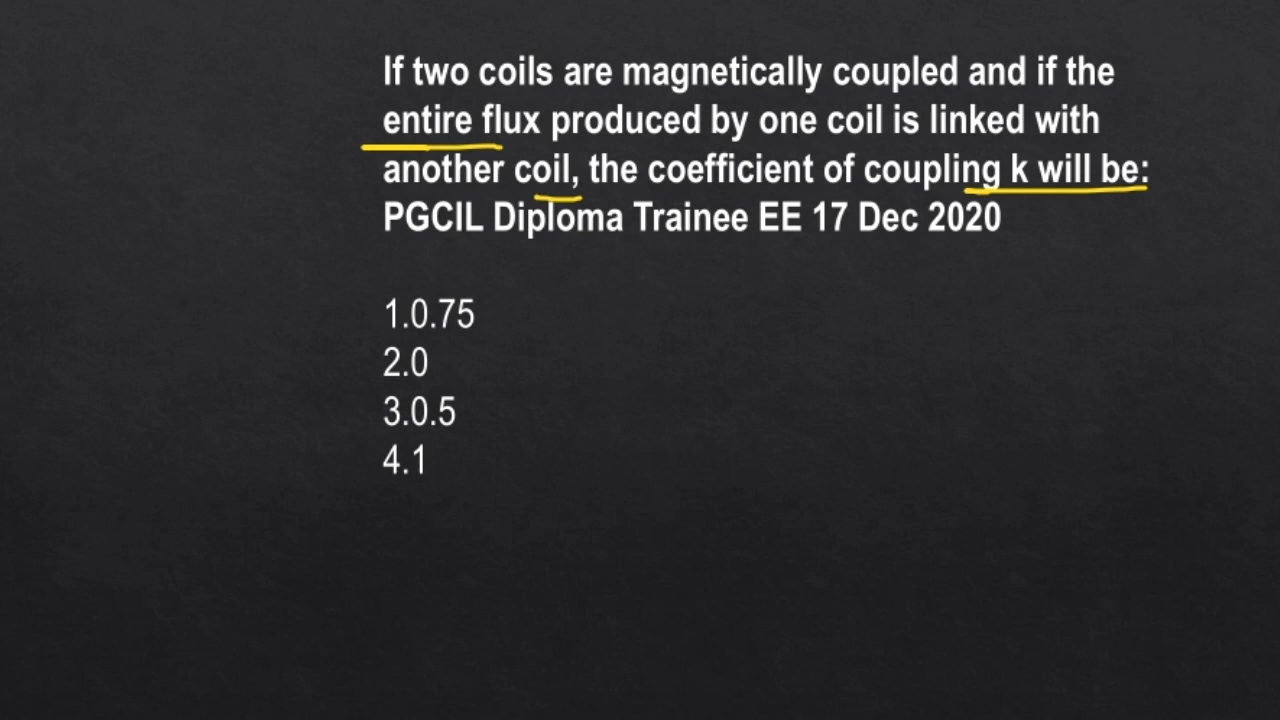 If two coils are magnetically coupled and if the
entire flux produced by one coil is linked with
another coil, the coefficient of coupling k will be:
PGCIL Diploma Trainee EE 17 Dec 2020
1.0.75
2.0
3.0.5
4.1